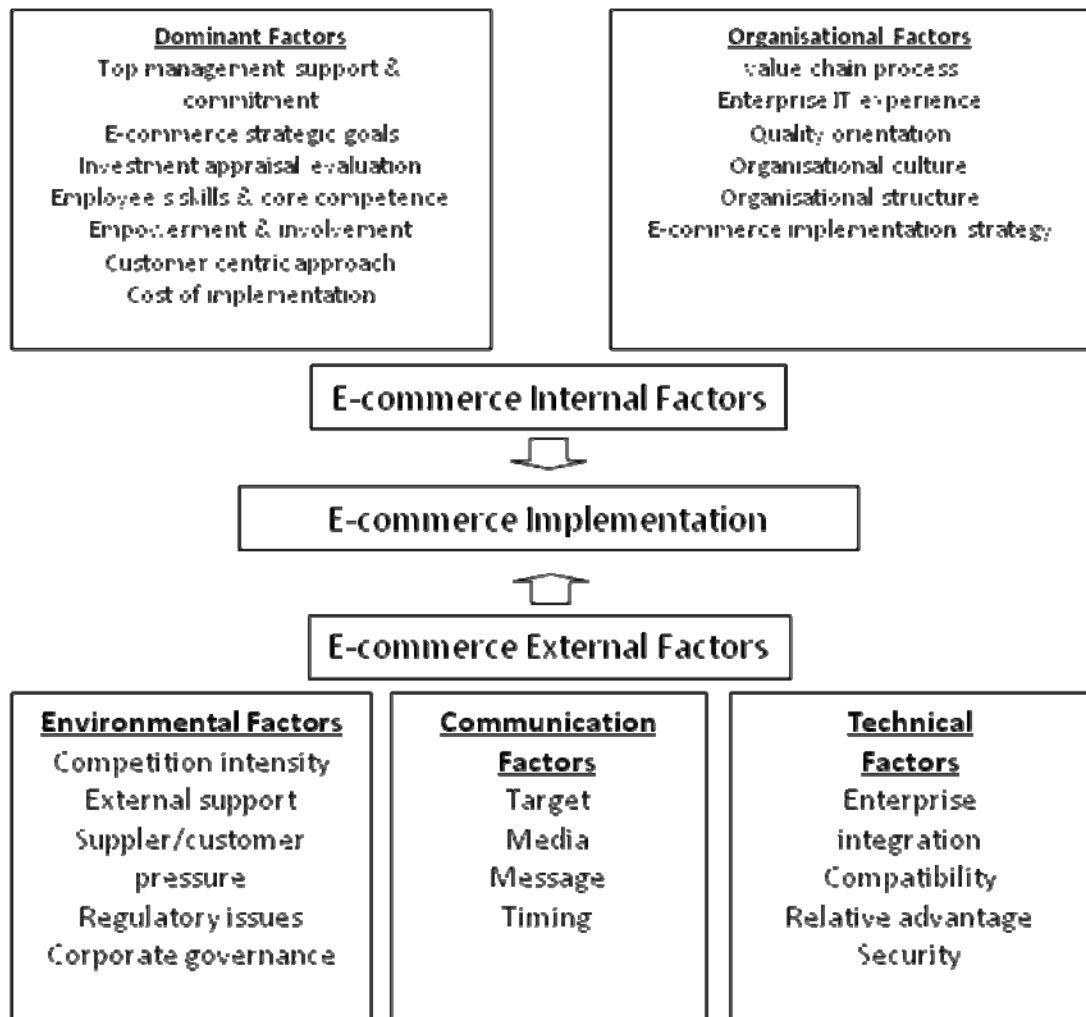 Dominant Factors
Top management support &
commitment
E-commerce strategic goals
Investment appraisal evaluation
Employee s skills & core competence
Empowerment & involvement
Customer centric approach
Cost of implementation
Organisational Factors
value chain process
Enterprise IT experience
Quality orientation
Organisational culture
Organisational structure
E-commerce implementation strategy
E-commerce Internal Factors
E-commerce Implementation
E-commerce External Factors
Environmental Factors
Competition intensity
External support
Suppler/customer
pressure
Regulatory issues
Corporate governance
Communication
Factors
Target
Media
Message
Timing
Technical
Factors
Enterprise
integration
Compatibility
Relative advantage
Security